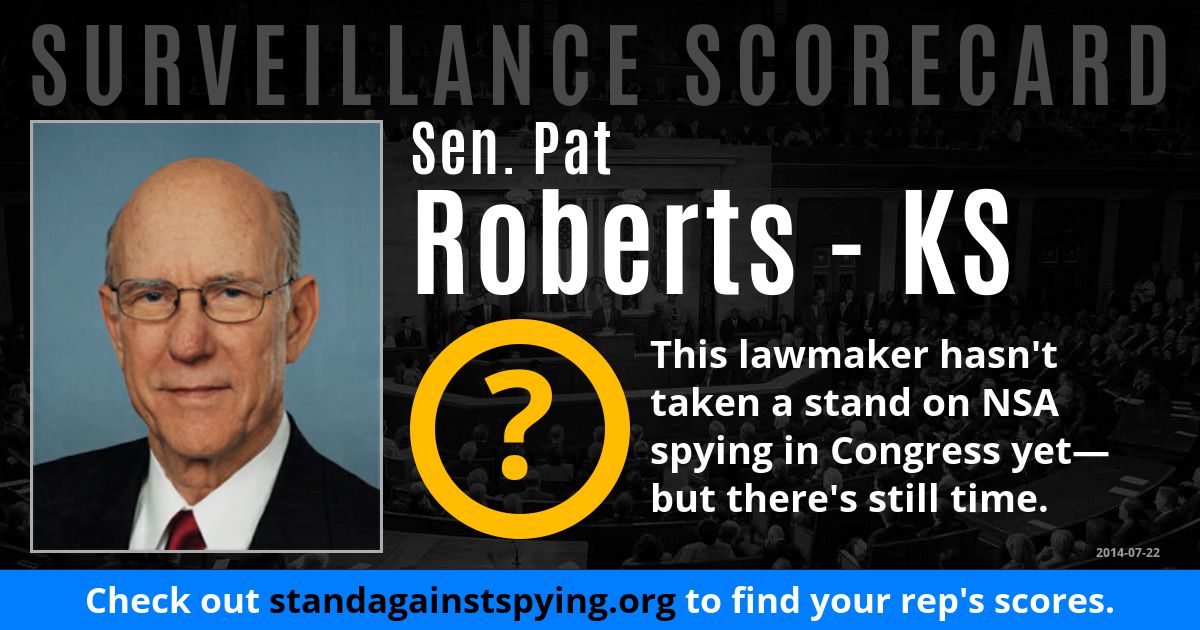 SURVEILLANCE SCORECARD
Sen. Pat
Roberts - KS
?
This lawmaker hasn't
taken a stand on NSA
spying in Congress yet—
but there's still time.
2014-07-22
Check out standagainstspying.org to find your rep's scores.